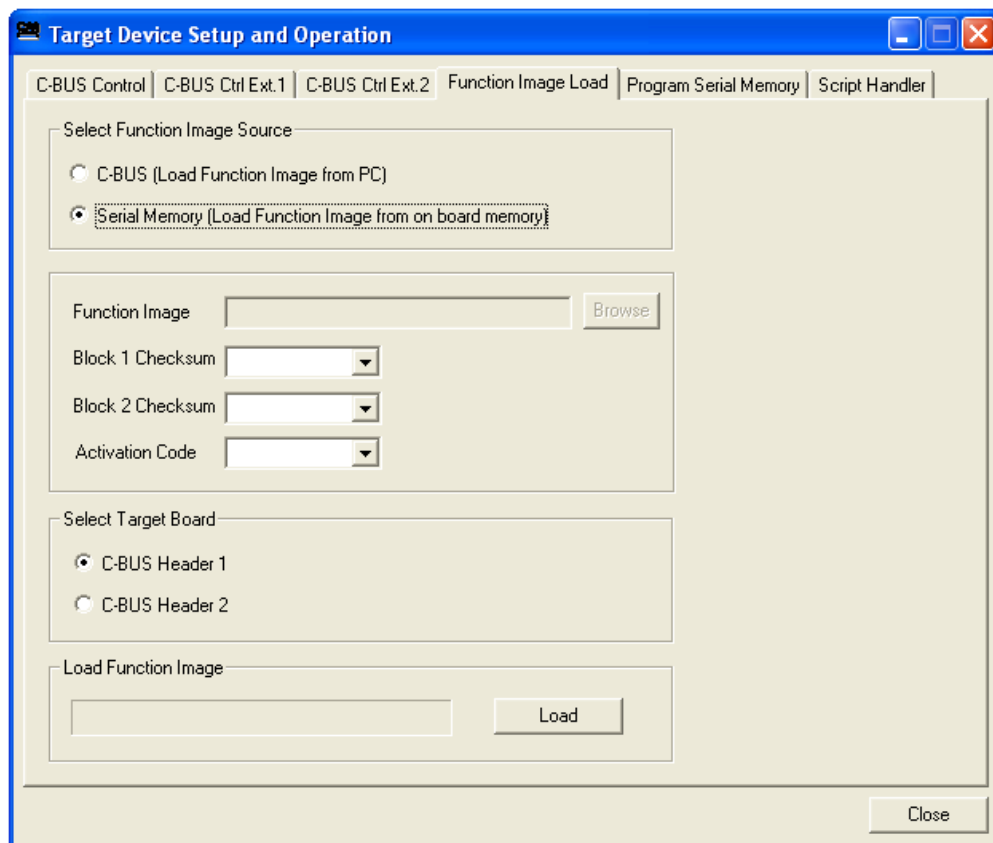 Target Device Setup and Operation
C-BUS Control C-BUS Ctrl Ext.1 C-BUS Ctrl Ext.2 Function Image Load Program Serial Memory Script Handler
Select Function Image Source
C-BUS (Load Function Image from PC)
Serial Memory (Load Function Image from on board memory)
Function Image Browse
Block 1 Checksum
Block 2 Checksum
Activation Code
Select Target Board
C-BUS Header 1
C-BUS Header 2
Load Function Image
Load
Close